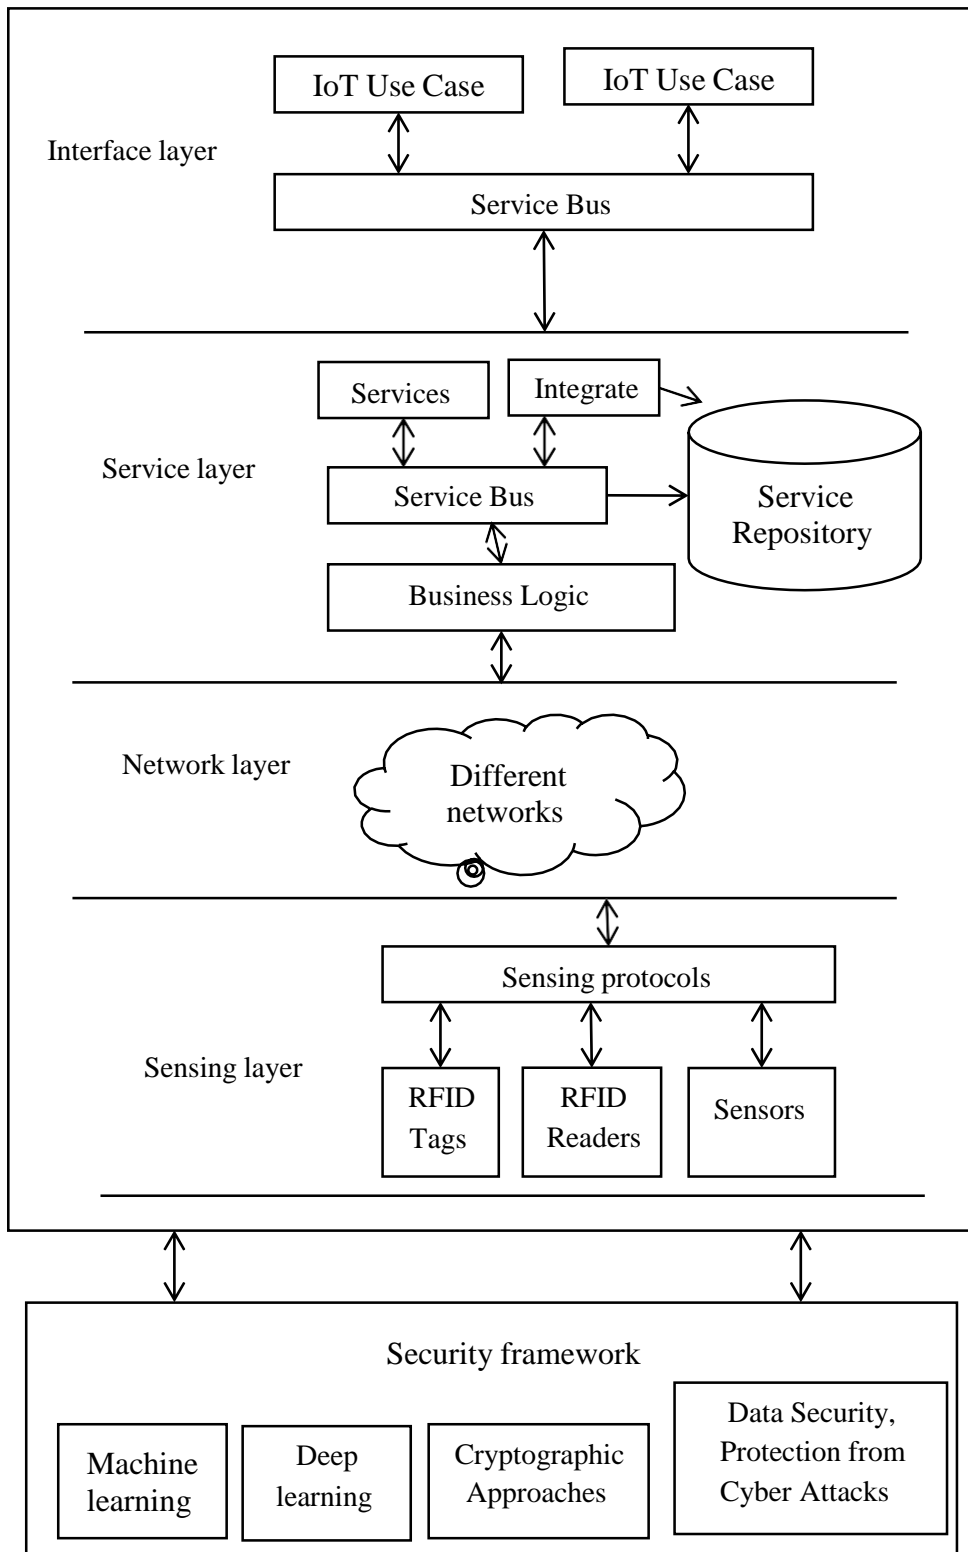 IoT Use Case
IoT Use Case
Interface layer
Service Bus
Services
Integrate
Service layer
Service Bus
Service
Repository
Business Logic
Network layer
Different
networks
Sensing protocols
Sensing layer
RFID
Tags
RFID
Readers
Sensors
Security framework
Machine
learning
Deep
learning
Cryptographic
Approaches
Data Security,
Protection from
Cyber Attacks